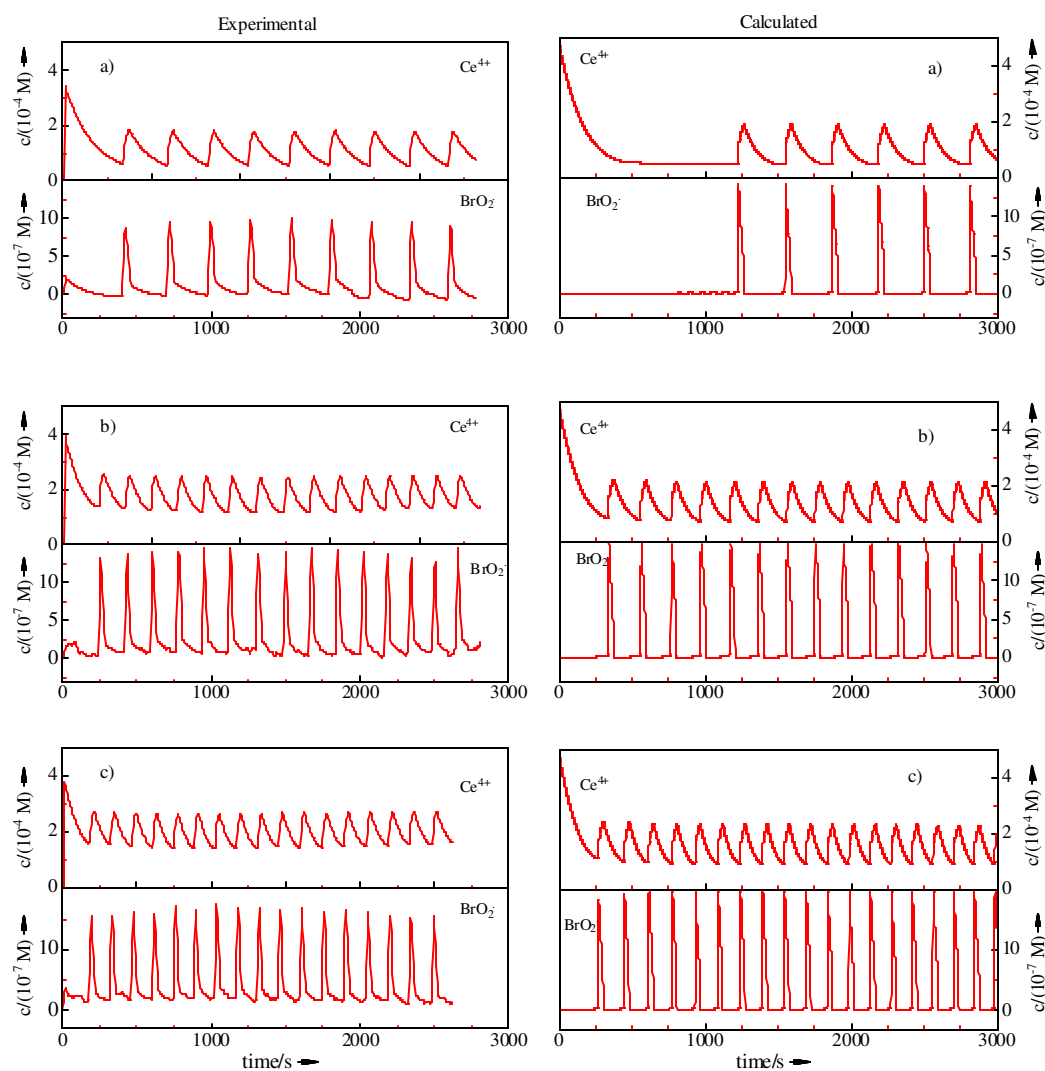 Experimental
Calculated
a)
Ce4+
c/(10-4 M)
4
2
0
BrO2·
c/(10-7 M)
10
5
0
0 1000 2000 3000
Ce4+
a)
c/(10-4 M)
4
2
0
BrO2·
c/(10-7 M)
10
5
0
0 1000 2000 3000
b)
Ce4+
c/(10-4 M)
4
2
0
BrO2·
c/(10-7 M)
10
5
0
0 1000 2000 3000
Ce4+
b)
c/(10-4 M)
4
2
0
BrO2·
c/(10-7 M)
10
5
0
0 1000 2000 3000
c)
Ce4+
c/(10-4 M)
4
2
0
BrO2·
c/(10-7 M)
10
0
0 1000 2000 3000
time/s
Ce4+
c)
c/(10-4 M)
4
2
0
BrO2·
c/(10-7 M)
10
0
0 1000 2000 3000
time/s